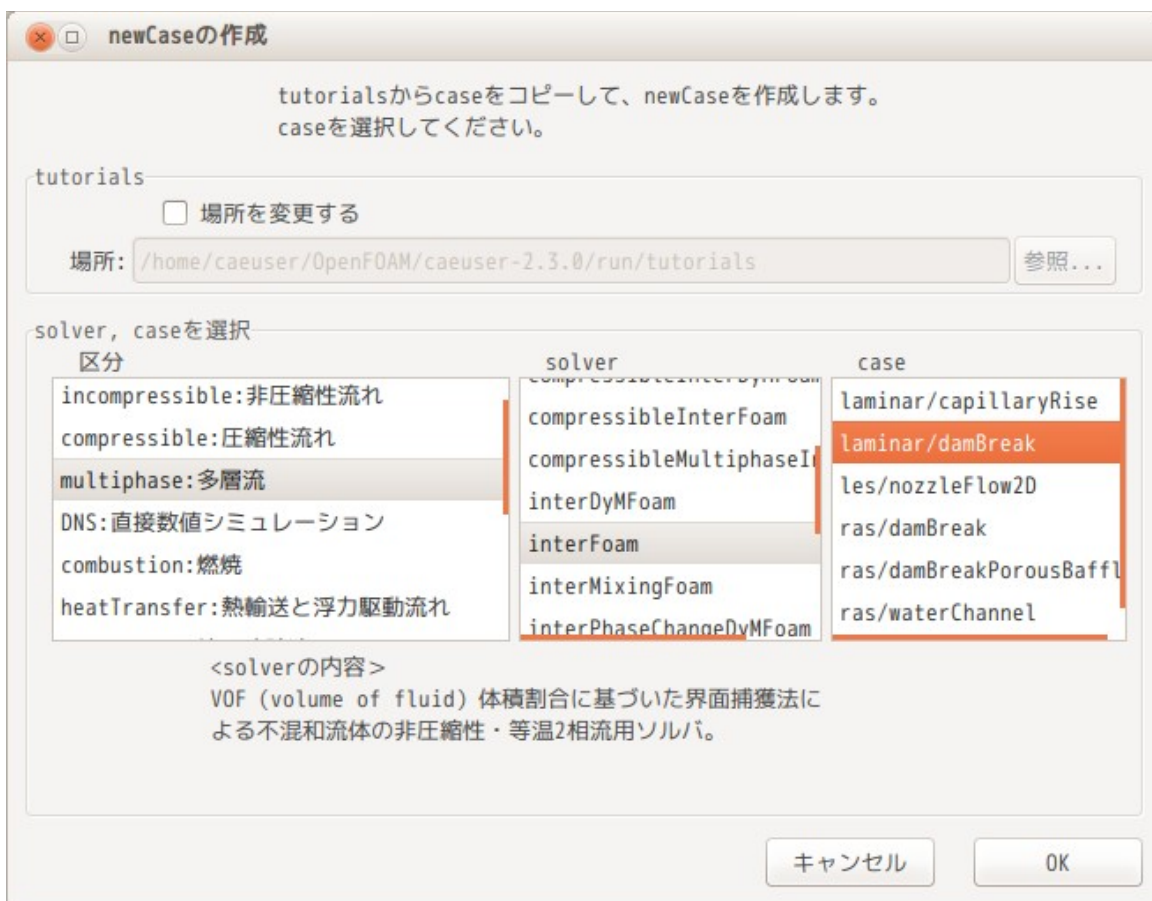 newCaseの作成
tutorialsからcaseをコピーして、newCaseを作成します。
caseを選択してください。
tutorials
場所を変更する
場所: /home/caeuser/OpenFOAM/caeuser-2.3.0/run/tutorials 参照...
solver, caseを選択
区分
incompressible:非圧縮性流れ
compressible:圧縮性流れ
multiphase:多層流
DNS:直接数値シミュレーション
combustion:燃焼
heatTransfer:熱輸送と浮力駆動流れ
solver
compressibleInterFoam
compressibleMultiphaseIn
interDyMFoam
interFoam
interMixingFoam
interPhaseChangeDyMFoam
case
laminar/capillaryRise
laminar/damBreak
les/nozzleFlow2D
ras/damBreak
ras/damBreakPorousBaffl
ras/waterChannel
<solverの内容>
VOF (volume of fluid) 体積割合に基づいた界面捕獲法に
よる不混和流体の非圧縮性・等温2相流用ソルバ。
キャンセル OK